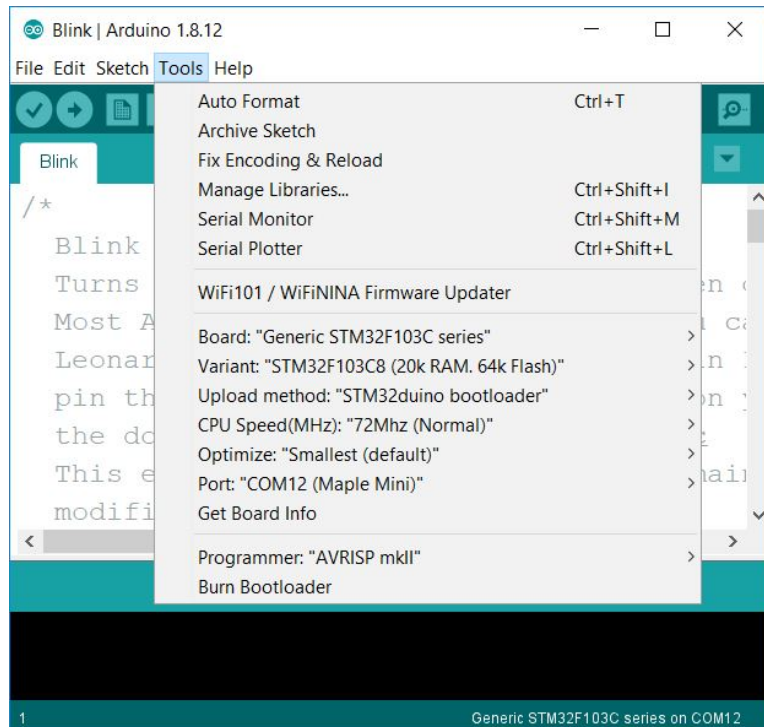 Blink | Arduino 1.8.12
File Edit Sketch Tools Help
Auto Format Ctrl+T
Archive Sketch
Fix Encoding & Reload
Manage Libraries... Ctrl+Shift+I
Serial Monitor Ctrl+Shift+M
Serial Plotter Ctrl+Shift+L
WiFi101 / WiFiNINA Firmware Updater
Board: "Generic STM32F103C series"
Variant: "STM32F103C8 (20k RAM. 64k Flash)"
Upload method: "STM32duino bootloader"
CPU Speed(MHz): "72Mhz (Normal)"
Optimize: "Smallest (default)"
Port: "COM12 (Maple Mini)"
Get Board Info
Programmer: "AVRISP mkII"
Burn Bootloader
Blink
/*
Blink
Turns
Most A
Leonar
pin th
the do
This e
modifi
1 Generic STM32F103C series on COM12